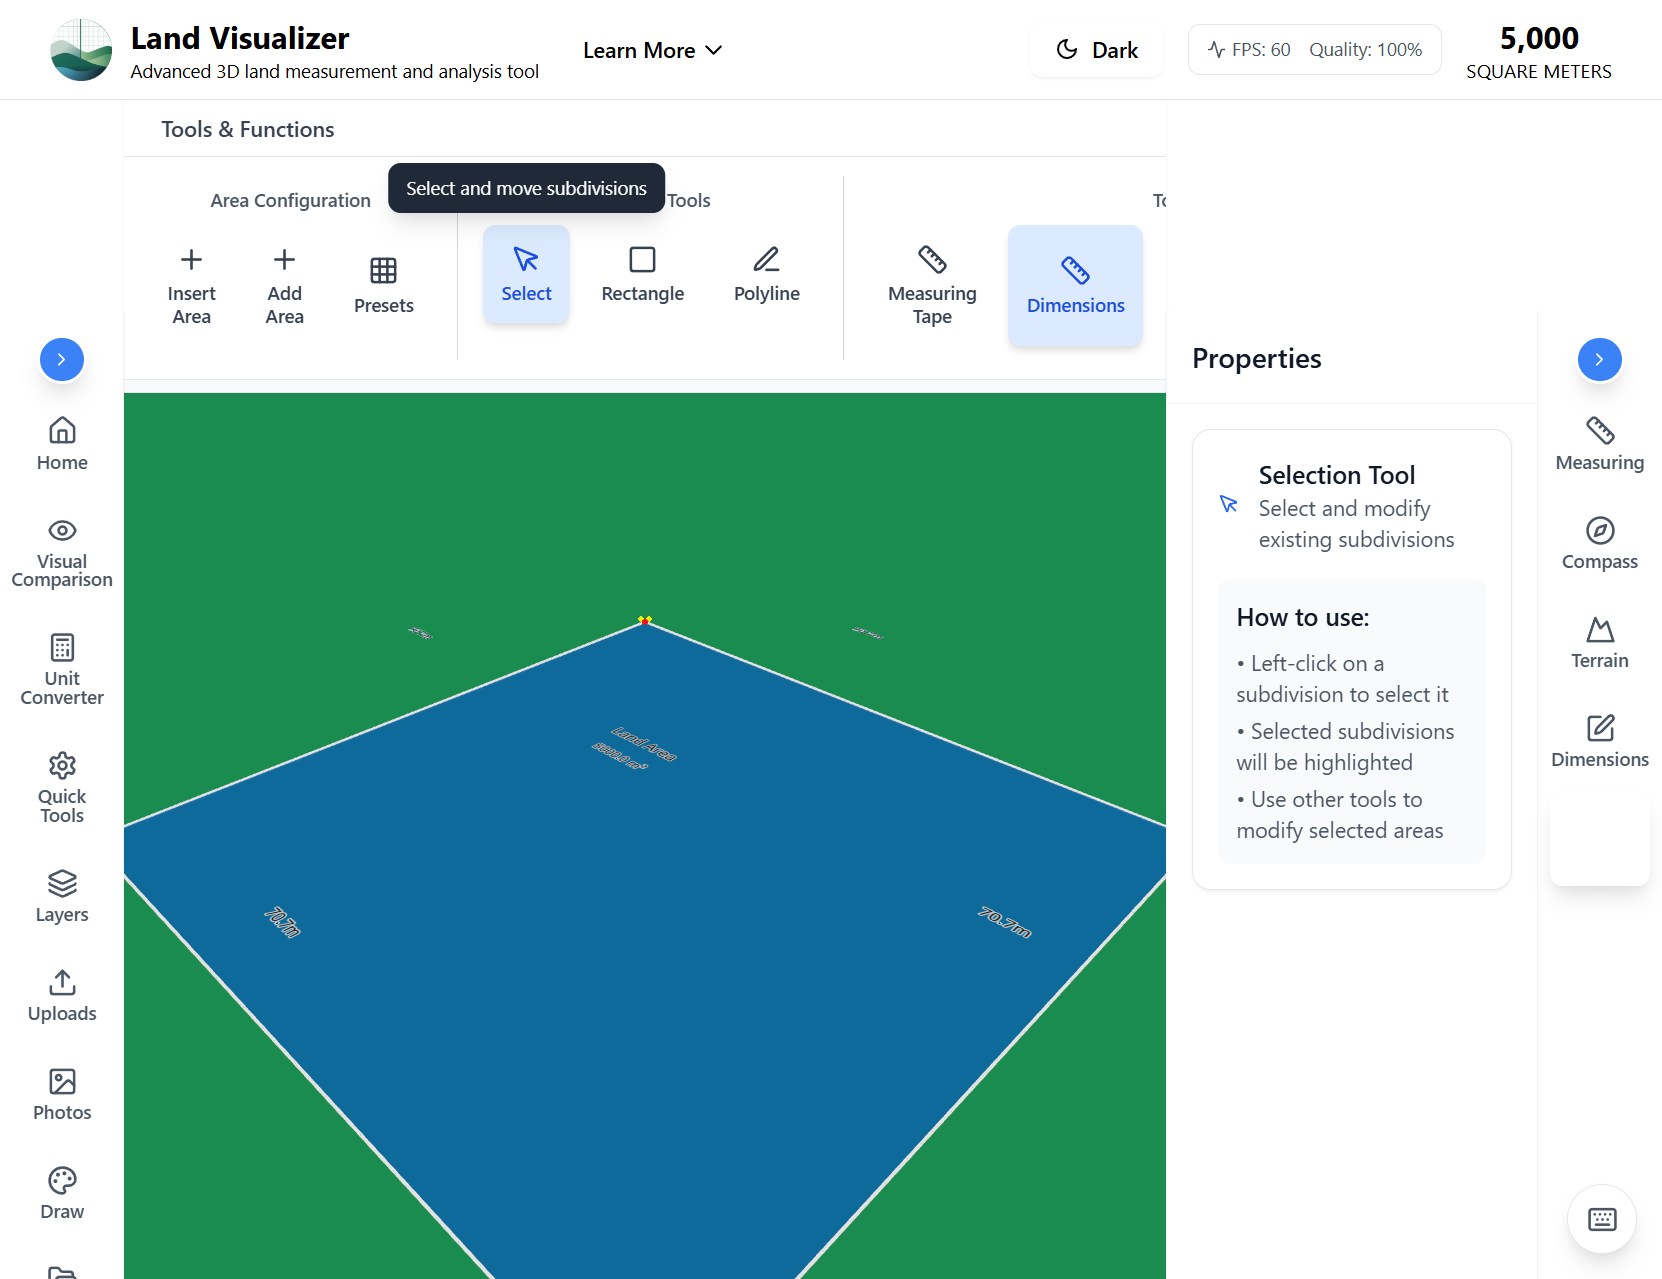 Land Visualizer
Advanced 3D land measurement and analysis tool
Learn More
Dark
FPS: 60 Quality: 100%
5,000
SQUARE METERS
Tools & Functions
Select and move subdivisions
Area Configuration
Tools
Insert
Area
Add
Area
Presets
Select
Rectangle
Polyline
Measuring
Tape
Dimensions
Home
Visual
Comparison
Unit
Converter
Quick
Tools
Layers
Uploads
Photos
Draw
Land Area
5000.0 m²
70.7m
70.7m
Properties
Selection Tool
Select and modify
existing subdivisions
How to use:
• Left-click on a
subdivision to select it
• Selected subdivisions
will be highlighted
• Use other tools to
modify selected areas
Measuring
Compass
Terrain
Dimensions